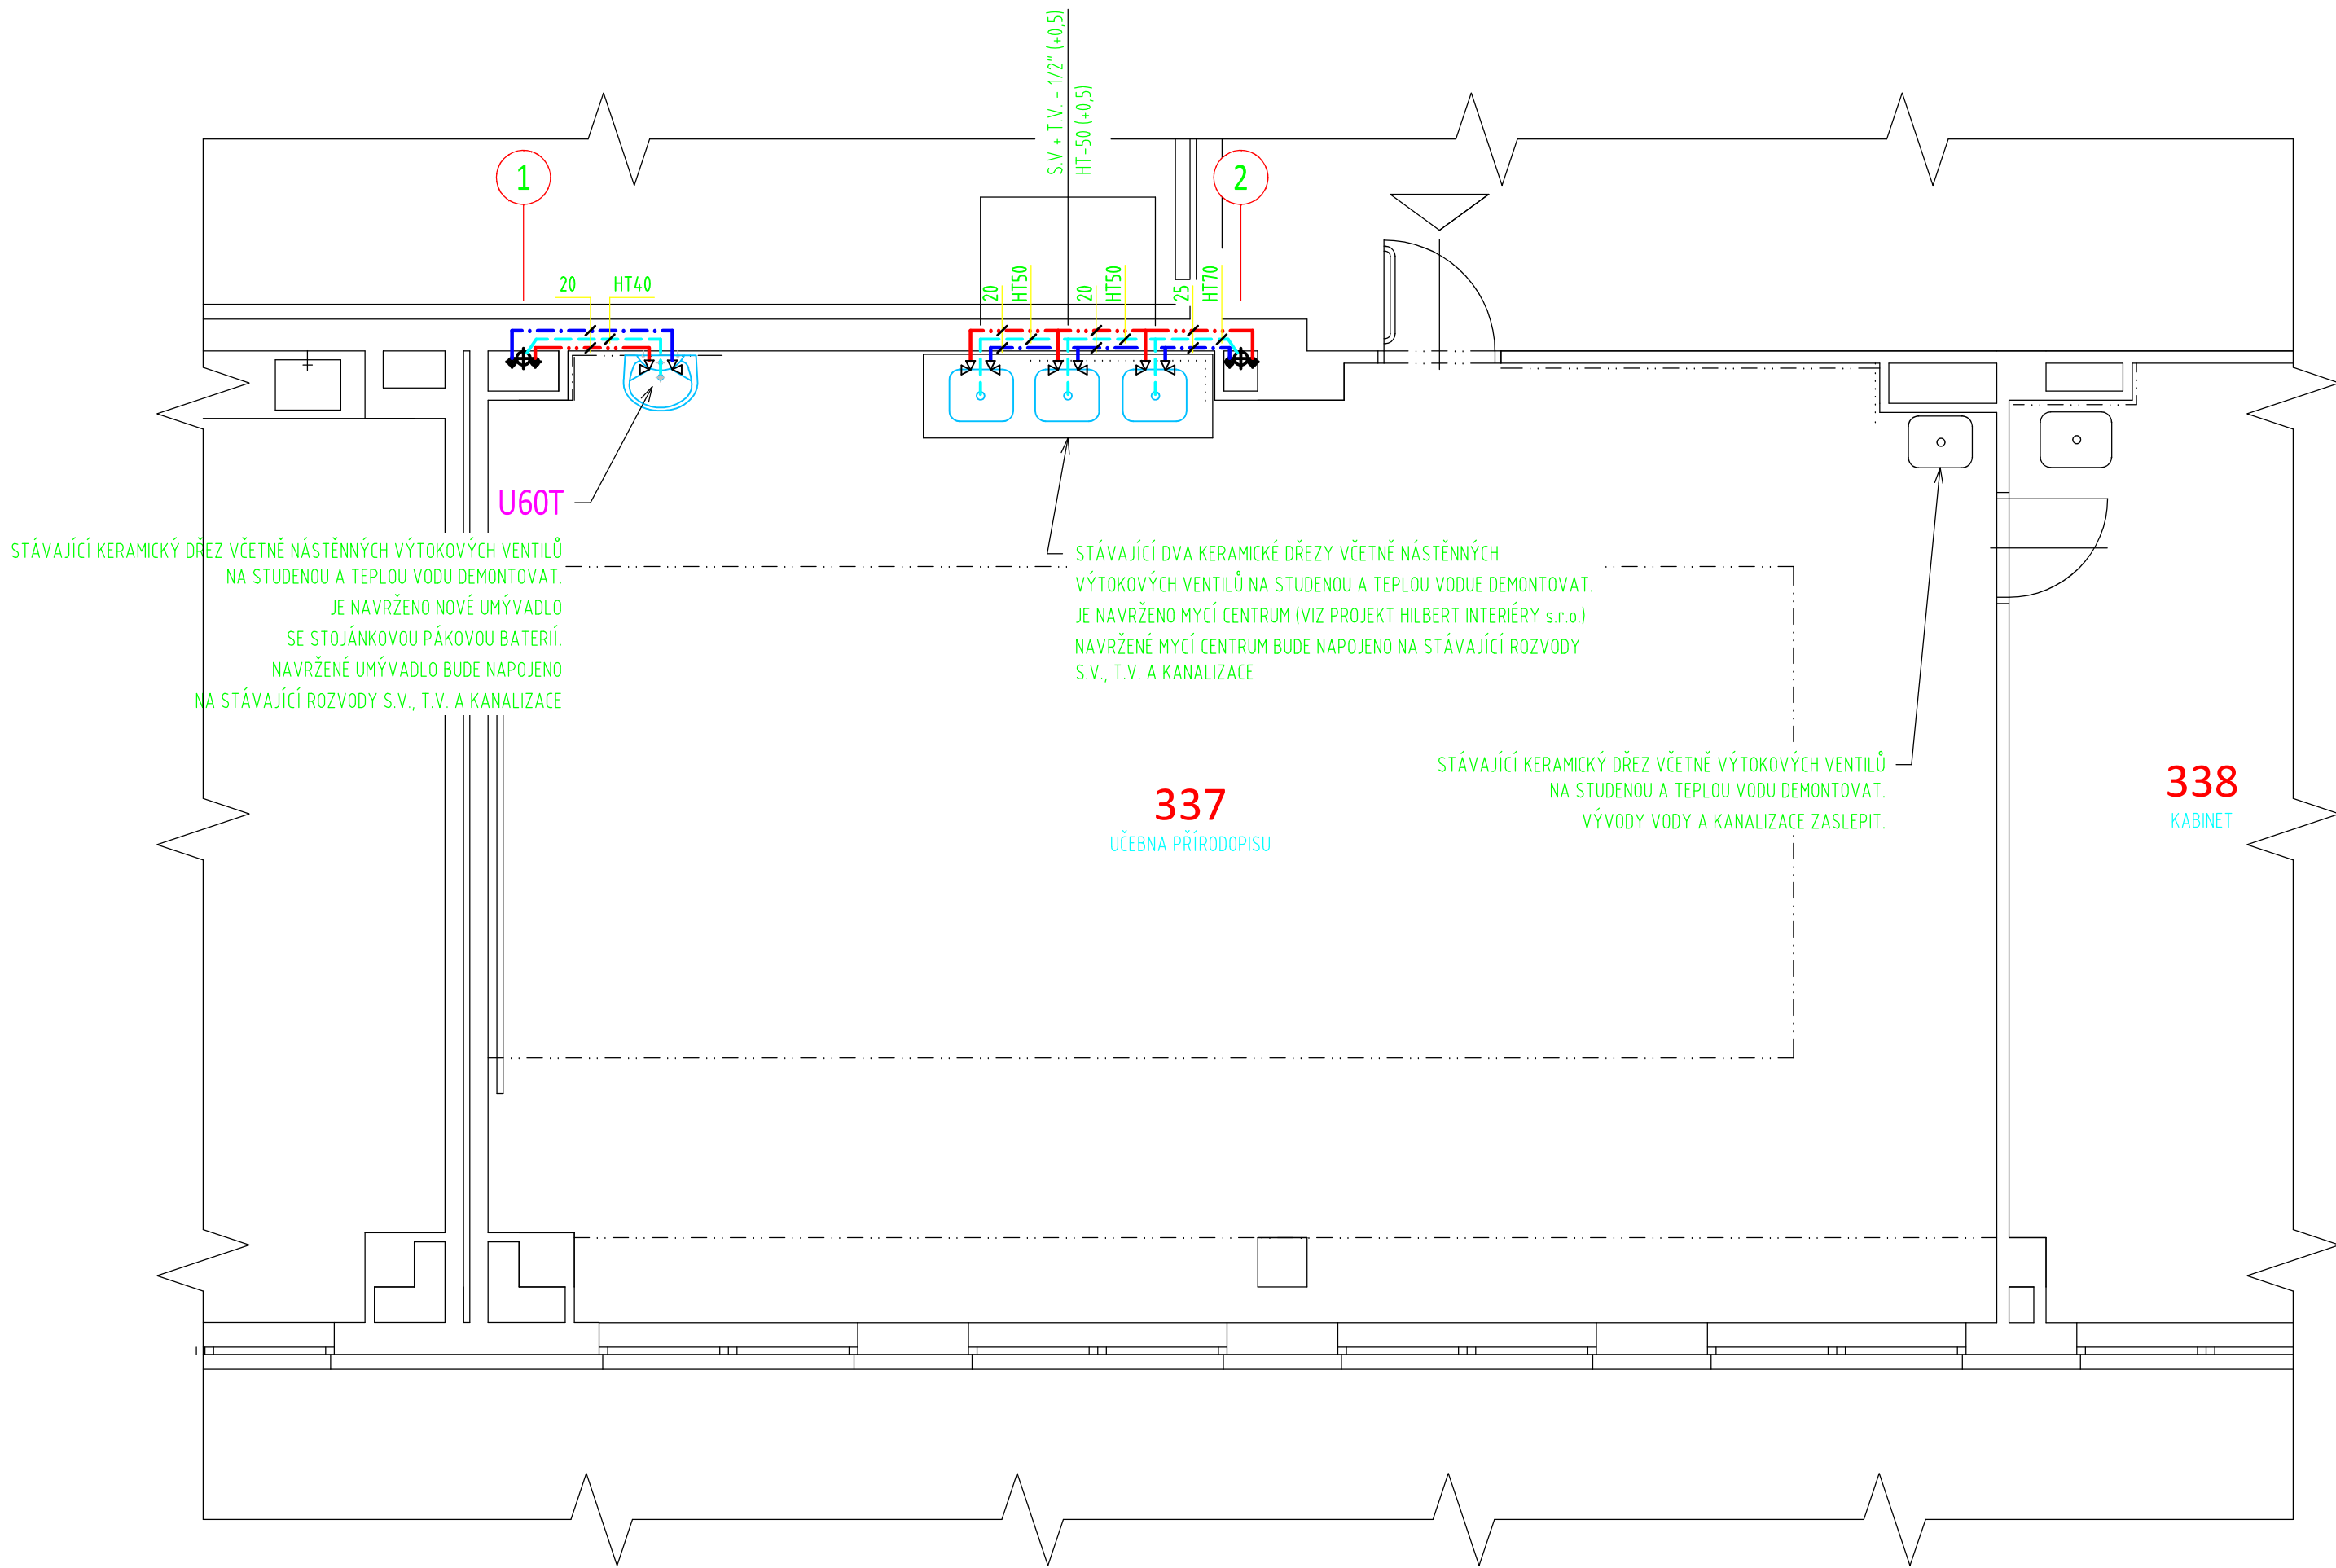 S.V + T.V. - 1/2" (+0,5)
HT-50 (+0,5)
1
2
20
HT40
20
HT50
20
HT50
25
HT70
U60T
STÁVAJÍCÍ KERAMICKÝ DŘEZ VČETNĚ NÁSTĚNNÝCH VÝTOKOVÝCH VENTILŮ
NA STUDENOU A TEPLOU VODU DEMONTOVAT.
JE NAVRŽENO NOVÉ UMÝVADLO
SE STOJÁNKOVOU PÁKOVOU BATERIÍ.
NAVRŽENÉ UMÝVADLO BUDE NAPOJENO
NA STÁVAJÍCÍ ROZVODY S.V., T.V. A KANALIZACE
STÁVAJÍCÍ DVA KERAMICKÉ DŘEZY VČETNĚ NÁSTĚNNÝCH
VÝTOKOVÝCH VENTILŮ NA STUDENOU A TEPLOU VODUE DEMONTOVAT.
JE NAVRŽENO MYCÍ CENTRUM (VIZ PROJEKT HILBERT INTERIÉRY s.r.o.)
NAVRŽENÉ MYCÍ CENTRUM BUDE NAPOJENO NA STÁVAJÍCÍ ROZVODY
S.V., T.V. A KANALIZACE
STÁVAJÍCÍ KERAMICKÝ DŘEZ VČETNĚ VÝTOKOVÝCH VENTILŮ
NA STUDENOU A TEPLOU VODU DEMONTOVAT.
VÝVODY VODY A KANALIZACE ZASLEPIT.
337
UČEBNA PŘÍRODOPISU
338
KABINET